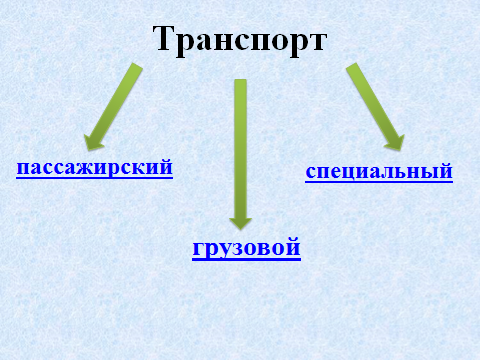 Транспорт
пассажирский
специальный
грузовой